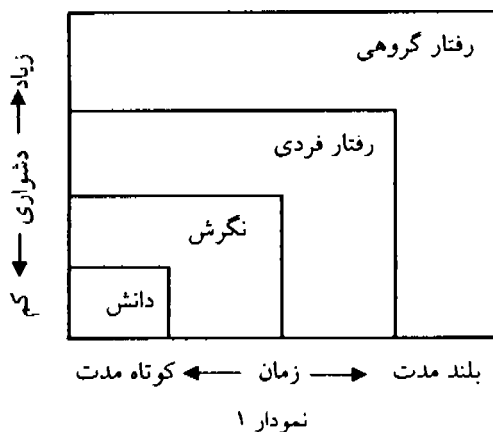 رفتار گروهی
رفتار فردی
نگرش
دانش
زیاد
دشواری
کم
بلند مدت
زمان
کوتاه مدت
نمودار ۱